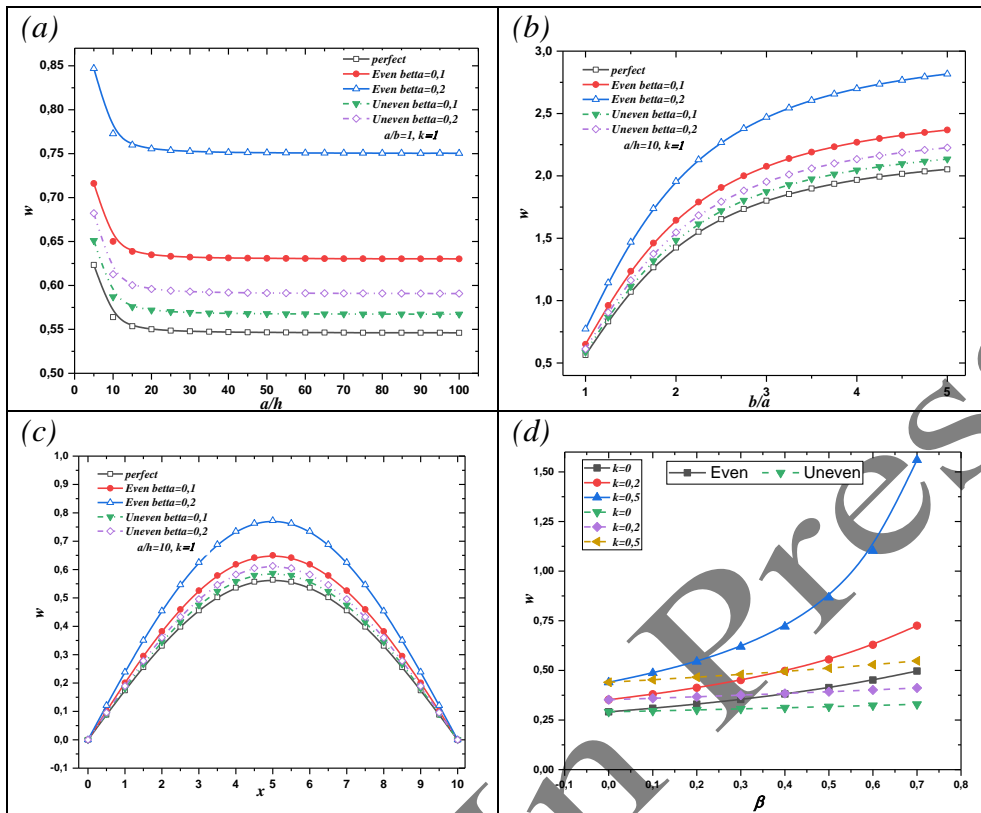 (a)
0,85
0,80
0,75
0,70
0,65
0,60
0,55
0,50
w
perfect
Even betta=0,1
Even betta=0,2
Uneven betta=0,1
Uneven betta=0,2
a/b=1, k=1
0 10 20 30 40 50 60 70 80 90 100
a/h
(b)
3,0
2,5
2,0
1,5
1,0
0,5
w
perfect
Even betta=0,1
Even betta=0,2
Uneven betta=0,1
Uneven betta=0,2
a/h=10, k=1
1 2 3 4 5
b/a
(c)
1,0
0,9
0,8
0,7
0,6
0,5
0,4
0,3
0,2
0,1
0,0
-0,1
w
perfect
Even betta=0,1
Even betta=0,2
Uneven betta=0,1
Uneven betta=0,2
a/h=10, k=1
0 1 2 3 4 5 6 7 8 9 10
x
(d)
1,50
1,25
1,00
0,75
0,50
0,25
0,00
w
k=0
k=0,2
k=0,5
k=0
k=0,2
k=0,5
Even Uneven
0,0 0,1 0,2 0,3 0,4 0,5 0,6 0,7 0,8
β
n Pres